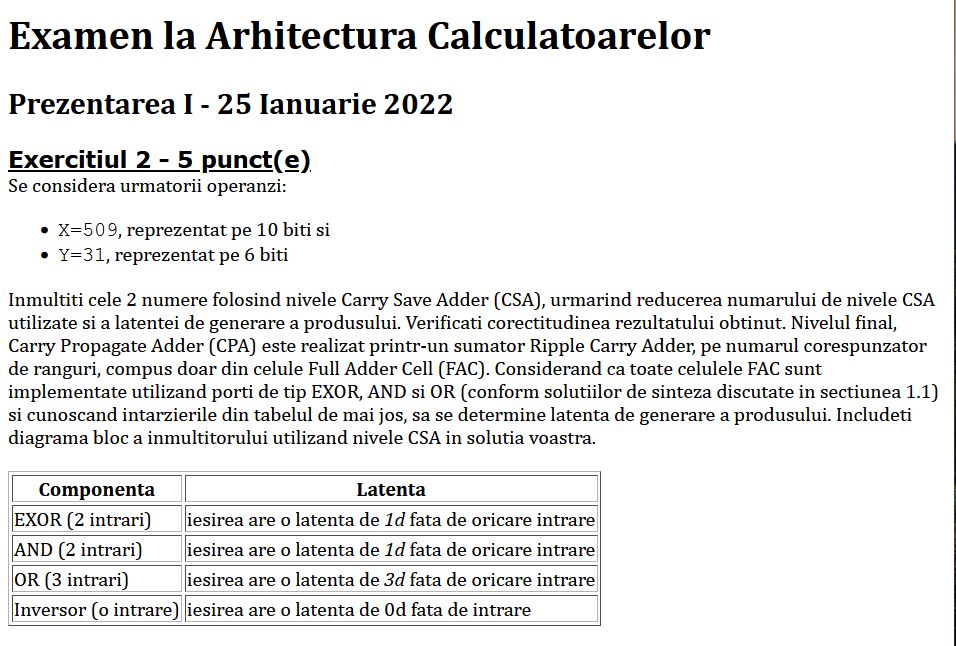 Examen la Arhitectura Calculatoarelor
Prezentarea I - 25 Ianuarie 2022
Exercitiul 2 - 5 punct(e)
Se considera urmatorii operanzi:
• X=509, reprezentat pe 10 biti si
• Y=31, reprezentat pe 6 biti
Inmultiti cele 2 numere folosind nivele Carry Save Adder (CSA), urmarind reducerea numarului de nivele CSA
utilizate si a latentei de generare a produsului. Verificati corectitudinea rezultatului obtinut. Nivelul final,
Carry Propagate Adder (CPA) este realizat printr-un sumator Ripple Carry Adder, pe numarul corespunzator
de ranguri, compus doar din celule Full Adder Cell (FAC). Considerand ca toate celulele FAC sunt
implementate utilizand porti de tip EXOR, AND si OR (conform solutiilor de sinteza discutate in sectiunea 1.1)
si cunoscand intarzierile din tabelul de mai jos, sa se determine latenta de generare a produsului. Includeti
diagrama bloc a inmultitorului utilizand nivele CSA in solutia voastra.
Componenta Latenta
EXOR (2 intrari) iesirea are o latenta de 1d fata de oricare intrare
AND (2 intrari) iesirea are o latenta de 1d fata de oricare intrare
OR (3 intrari) iesirea are o latenta de 3d fata de oricare intrare
Inversor (o intrare) iesirea are o latenta de 0d fata de intrare